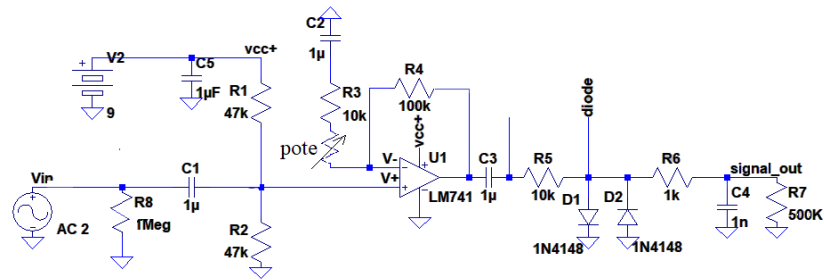 C2
1µ
V2
9
C5
1µF
vcc+
R1
47k
R3
10k
pote
R4
100k
vcc+
U1
V-
V+
LM741
C3
1µ
diode
R5
10k
D1
1N4148
D2
1N4148
R6
1k
signal_out
C4
1n
R7
500K
Vin
AC 2
R8
1Meg
C1
1µ
R2
47k